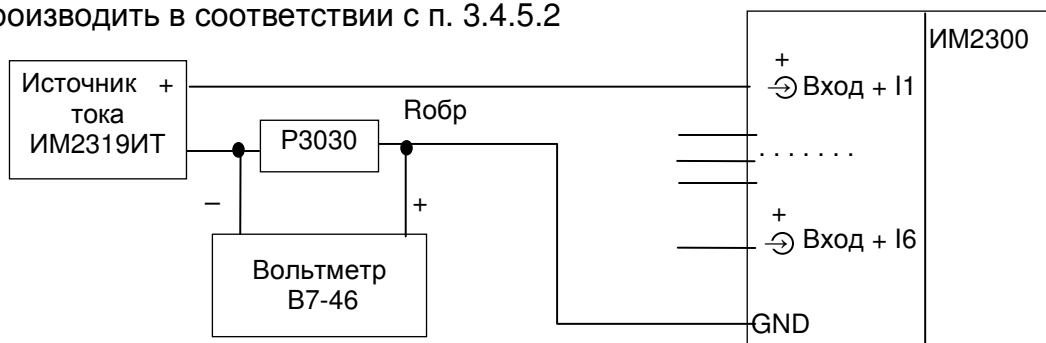 роизводить в соответствии с п. 3.4.5.2
ИМ2300
Источник +
тока
ИМ2319ИТ
+
Вход + I1
Rобр
Р3030
. . . . . . .
– +
+
Вход + I6
Вольтметр
В7-46
GND